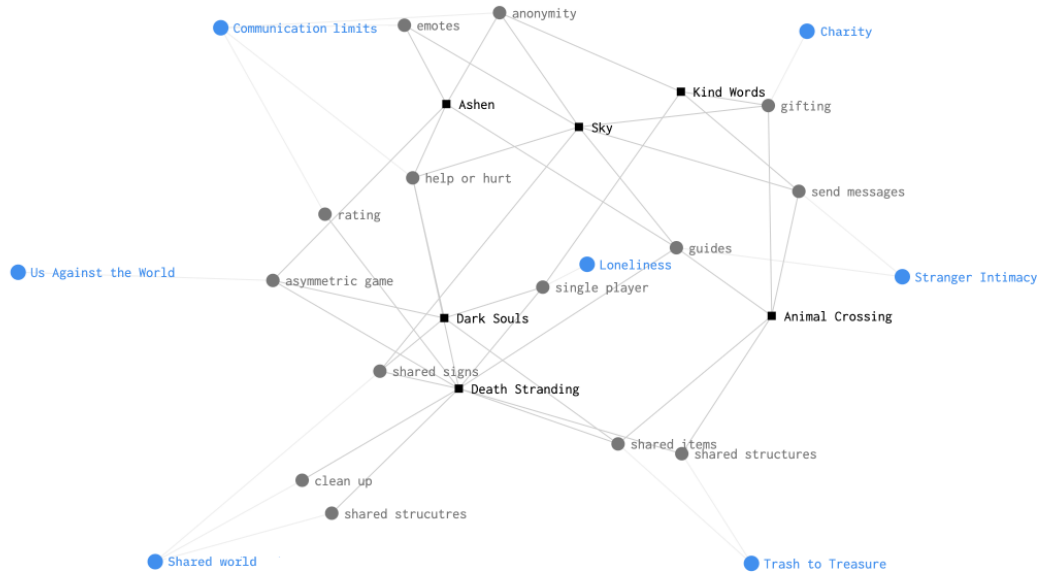 anonymity
emotes
Communication limits
Charity
Kind Words
Ashen
gifting
Sky
help or hurt
send messages
rating
guides
Loneliness
Us Against the World
Stranger Intimacy
asymmetric game
single player
Dark Souls
Animal Crossing
shared signs
Death Stranding
shared items
shared structures
clean up
shared strucutres
Shared world
Trash to Treasure